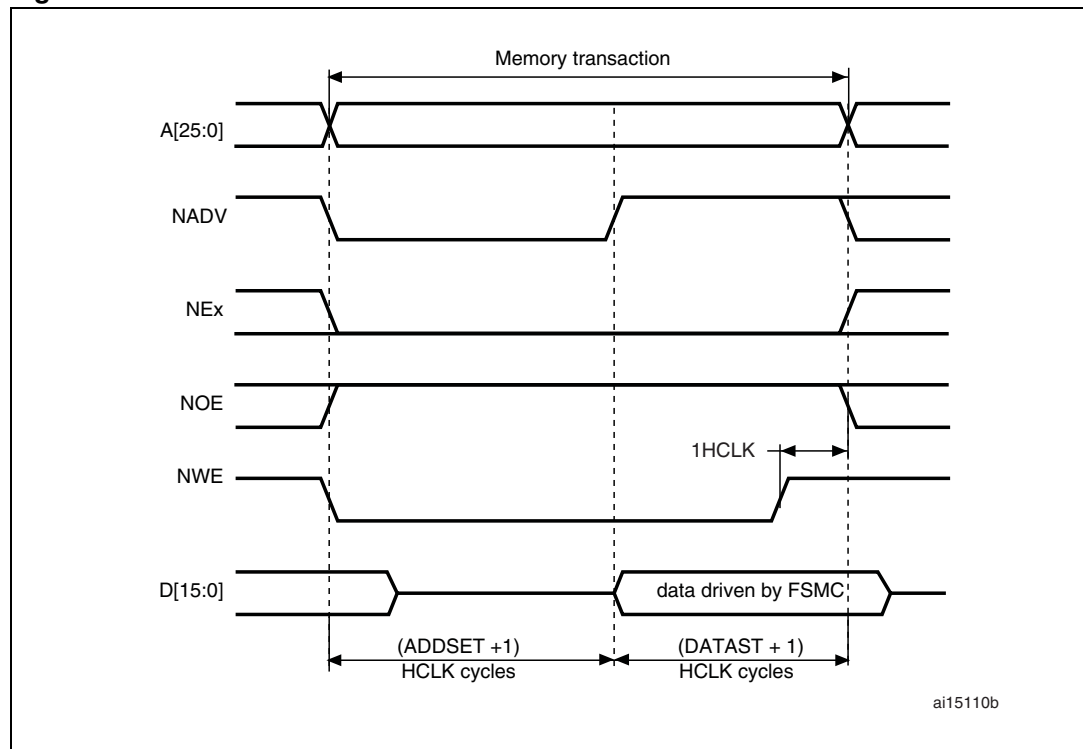 Memory transaction
A[25:0]
NADV
NEx
NOE
1HCLK
NWE
D[15:0]
data driven by FSMC
(ADDSET +1)
HCLK cycles
(DATAST + 1)
HCLK cycles
ai15110b